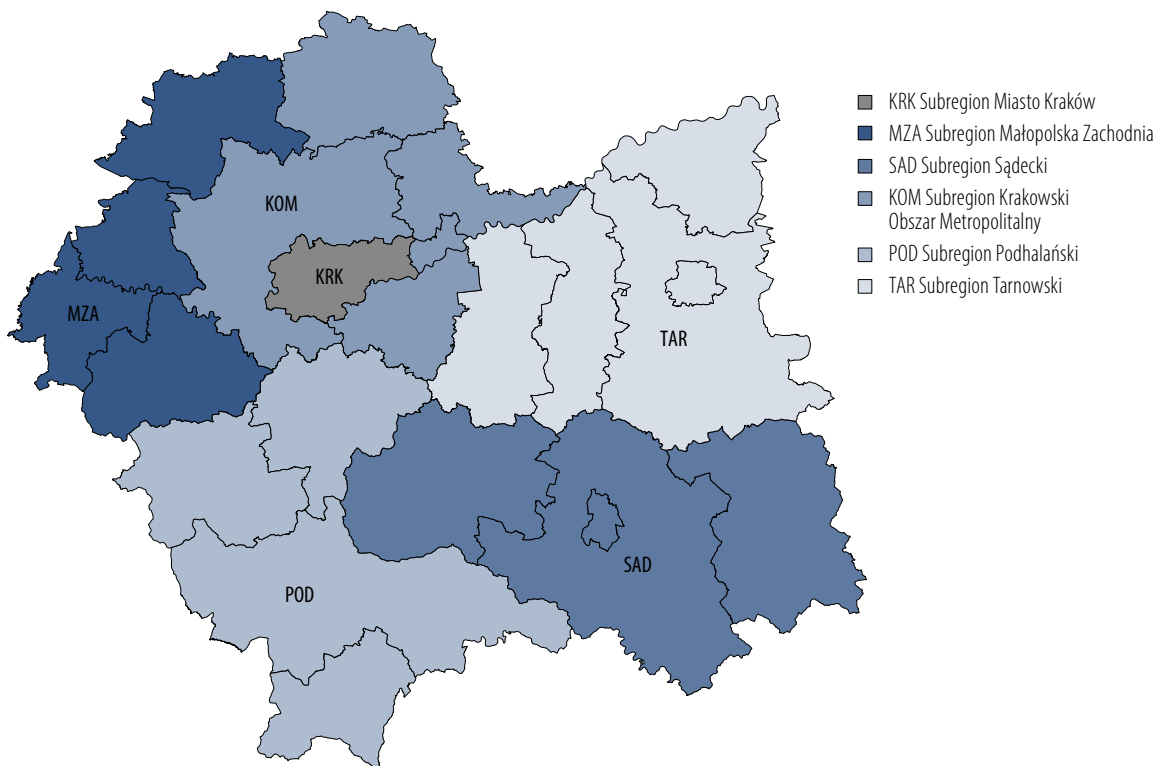 KOM
KRK
MZA
TAR
SAD
POD
KRK Subregion Miasto Kraków
MZA Subregion Małopolska Zachodnia
SAD Subregion Sądecki
KOM Subregion Krakowski
Obszar Metropolitalny
POD Subregion Podhalański
TAR Subregion Tarnowski